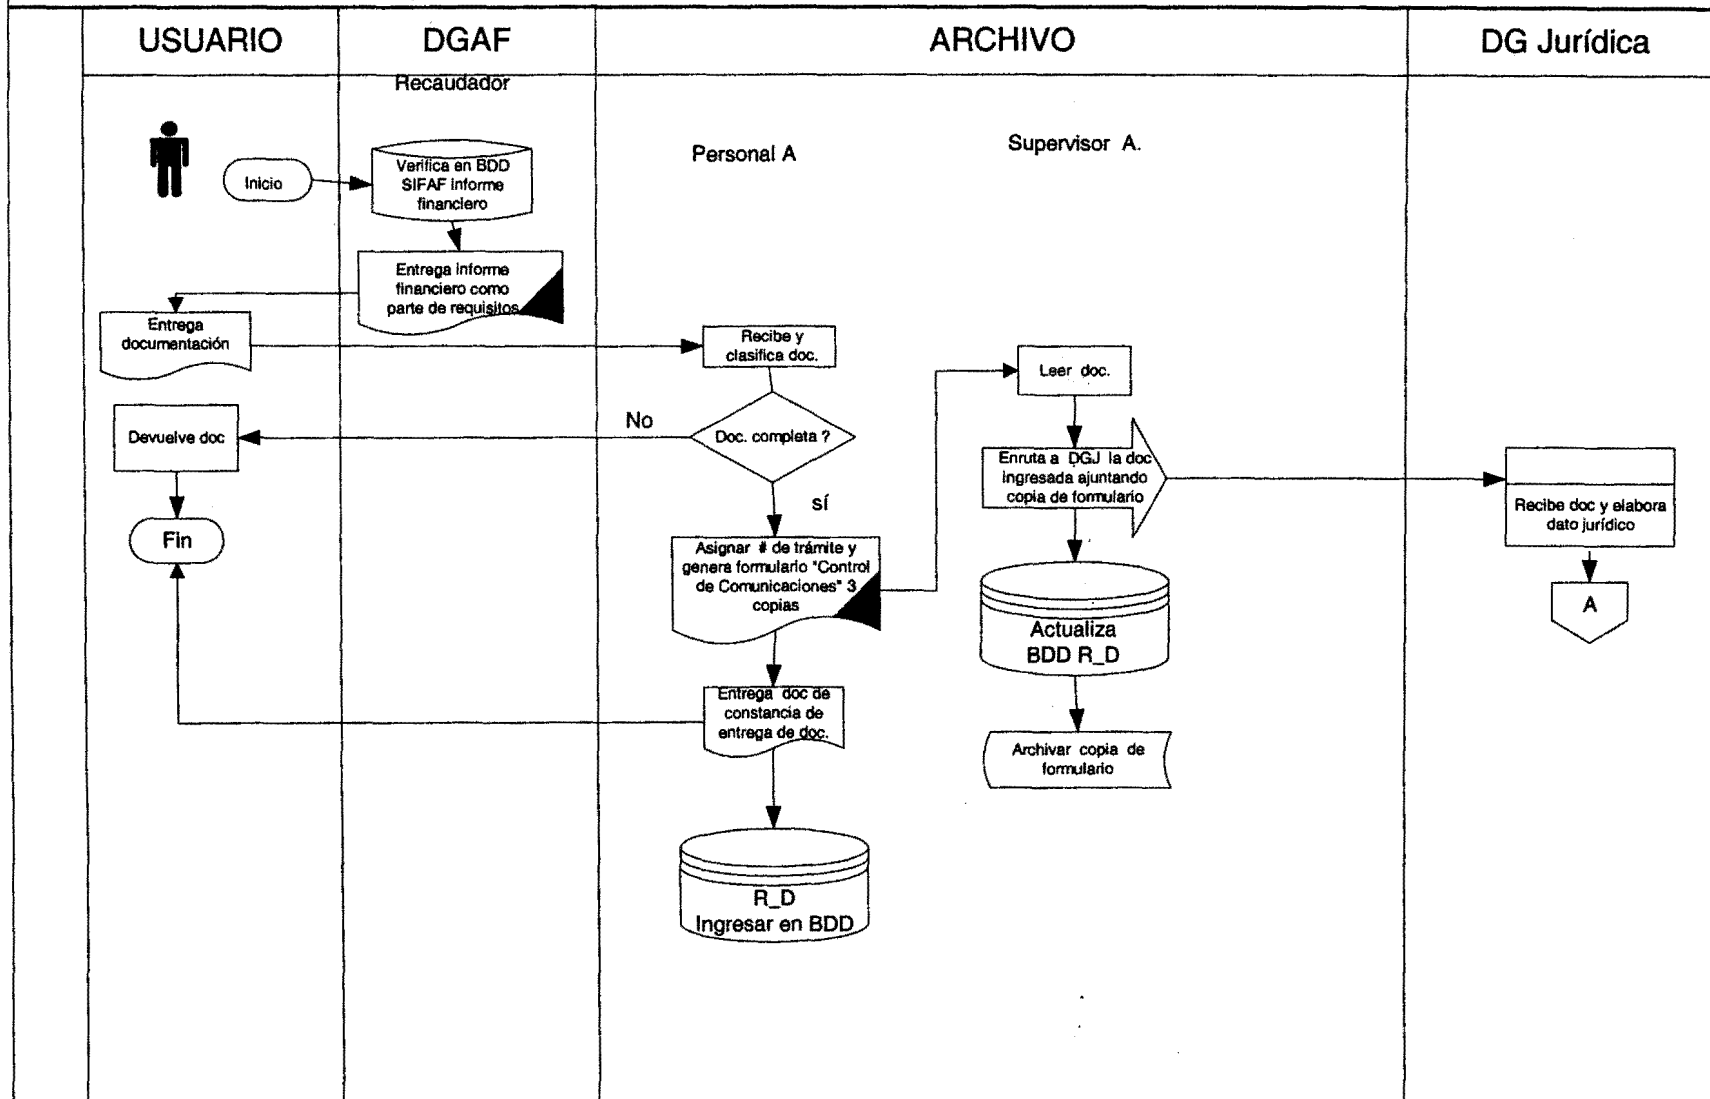 USUARIO
DGAF
ARCHIVO
DG Jurídica
Recaudador
Personal A
Supervisor A.
Inicio
Verifica en BDD
SIFAF informe
financiero
Entrega informe
financiero como
parte de requisitos
Entrega
documentación
Recibe y
clasifica doc.
Leer doc.
No
Devuelve doc
Doc. completa ?
Enruta a DGJ la doc
ingresada ajuntando
copia de formulario
Recibe doc y elabora
dato jurídico
sí
Fin
Asignar # de trámite y
genera formulario "Control
de Comunicaciones" 3
copias
A
Actualiza
BDD R_D
Entrega doc de
constancia de
entrega de doc.
Archivar copia de
formulario
R_D
Ingresar en BDD